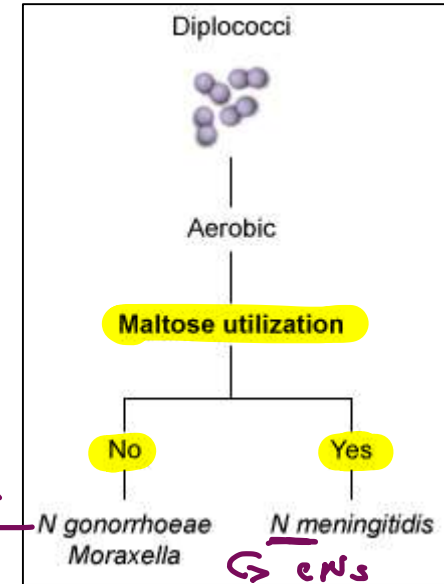 Diplococci
Aerobic
Maltose utilization
No
Yes
N gonorrhoeae
Moraxella
N meningitidis
CNS